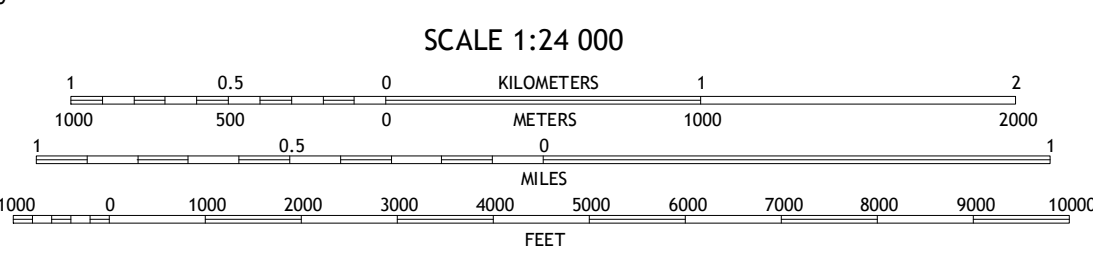 SCALE 1:24 000
1 0.5 0 KILOMETERS 1 2
1000 500 0 METERS 1000 2000
1 0.5 0 1
MILES
1000 0 1000 2000 3000 4000 5000 6000 7000 8000 9000 10000
FEET